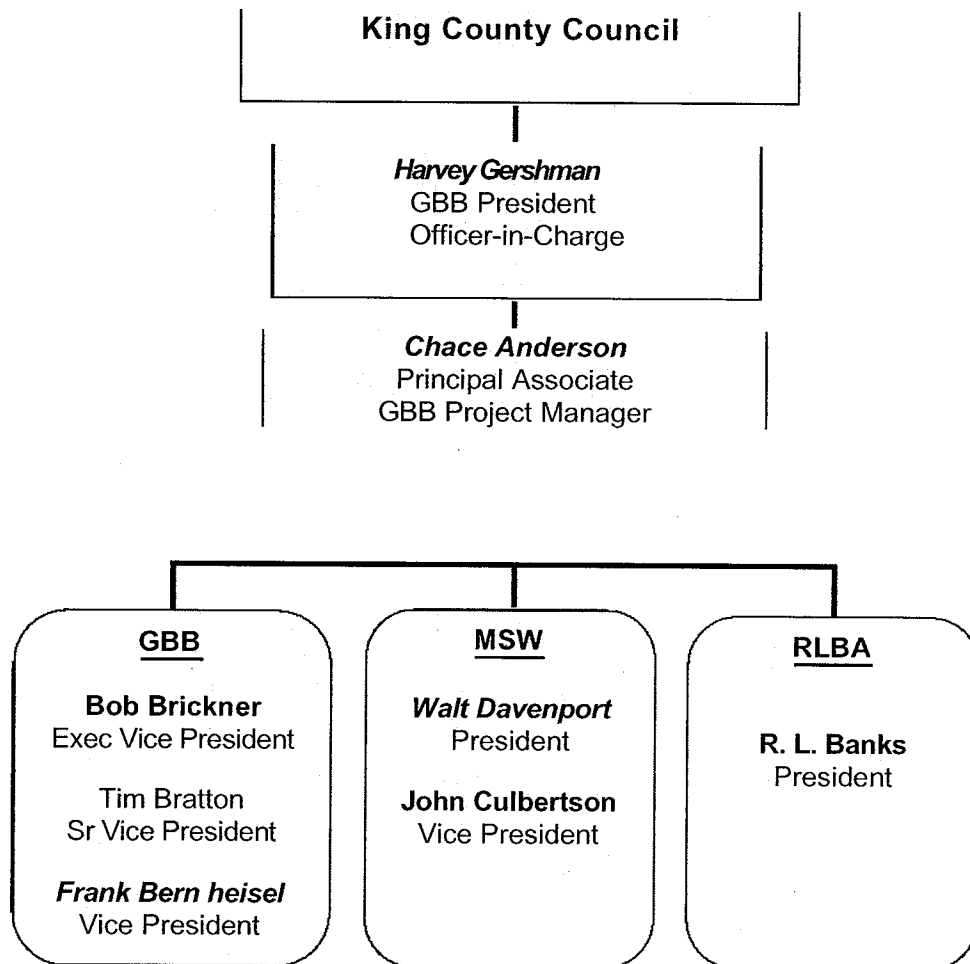 King County Council
Harvey Gershman
GBB President
Officer-in-Charge
Chace Anderson
Principal Associate
GBB Project Manager
GBB
Bob Brickner
Exec Vice President
Tim Bratton
Sr Vice President
Frank Bern heisel
Vice President
MSW
Walt Davenport
President
John Culbertson
Vice President
RLBA
R. L. Banks
President